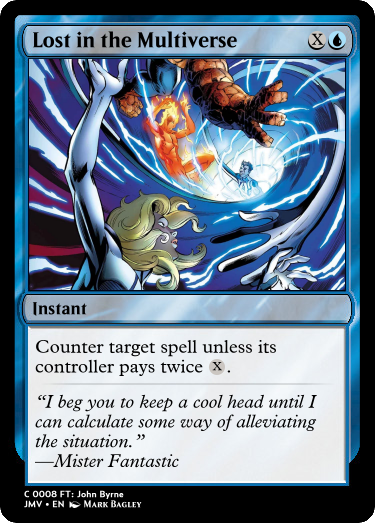 Lost in the Multiverse X
Instant
Counter target spell unless its
controller pays twice X.
“I beg you to keep a cool head until I
can calculate some way of alleviating
the situation.”
—Mister Fantastic
C 0008 FT: John Byrne
JMV • EN Mark Bagley